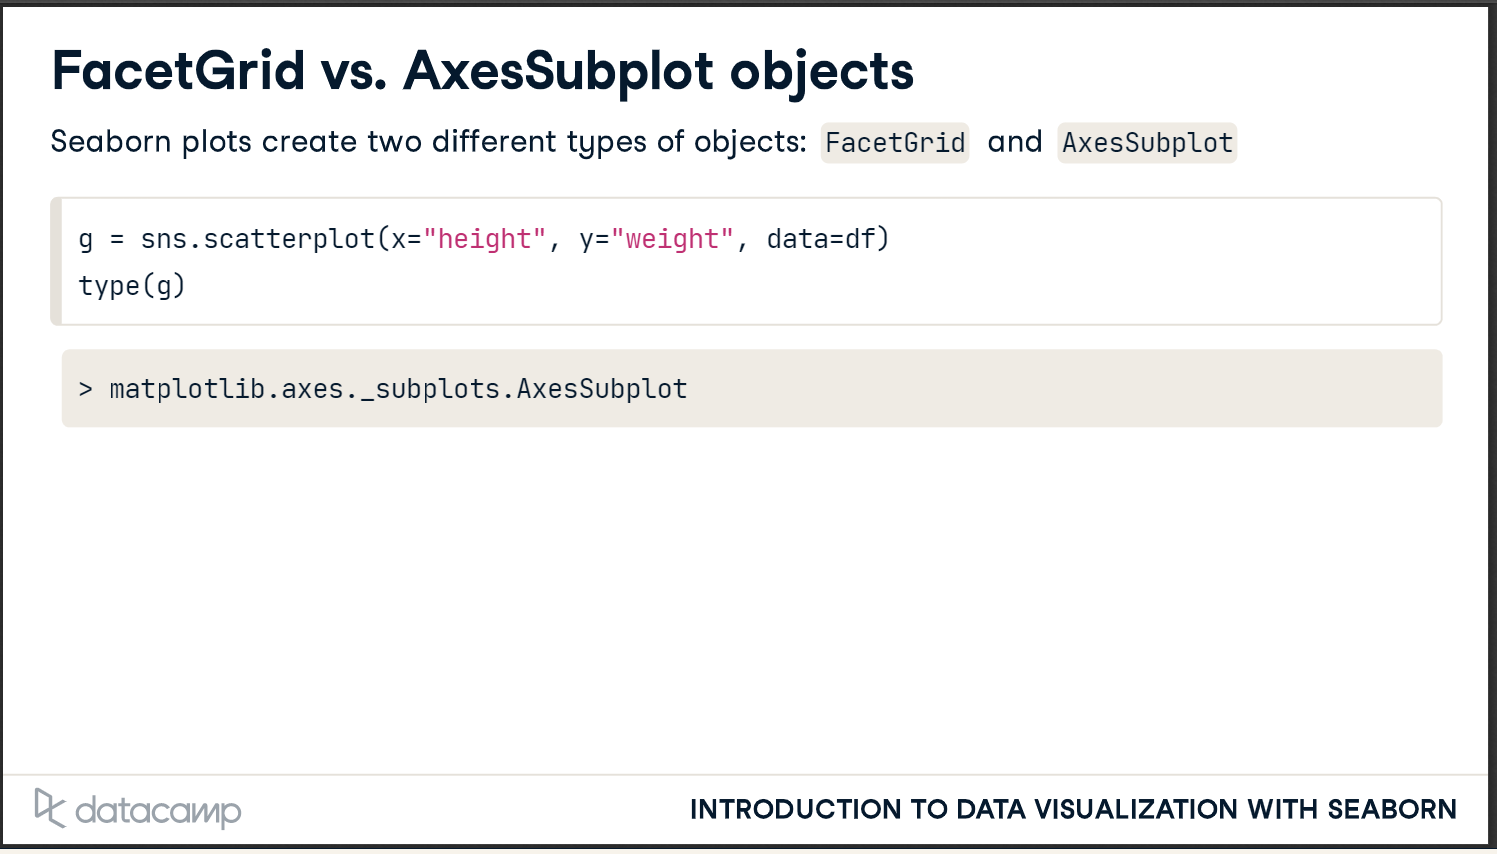 FacetGrid vs. AxesSubplot objects
Seaborn plots create two different types of objects: FacetGrid and AxesSubplot
g = sns.scatterplot(x="height", y="weight", data=df)
type(g)
> matplotlib.axes._subplots.AxesSubplot
datacamp
INTRODUCTION TO DATA VISUALIZATION WITH SEABORN